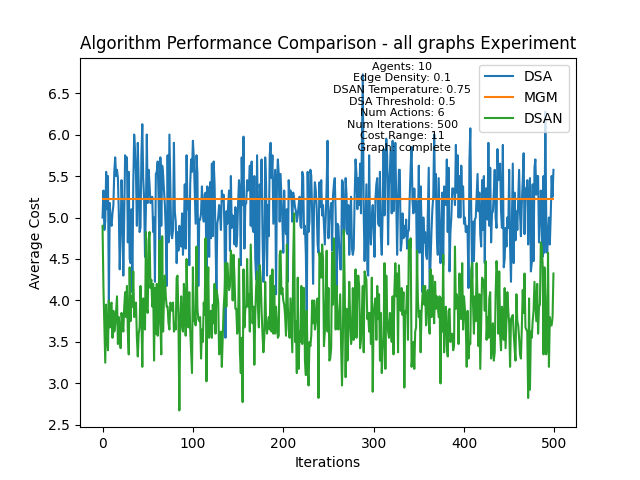 Algorithm Performance Comparison - all graphs Experiment
Agents: 10
Edge Density: 0.1
DSAN Temperature: 0.75
DSA Threshold: 0.5
Num Actions: 6
Num Iterations: 500
Cost Range: 11
Graph: complete
DSA
MGM
DSAN
Average Cost
6.5
6.0
5.5
5.0
4.5
4.0
3.5
3.0
2.5
0
100
200
300
400
500
Iterations